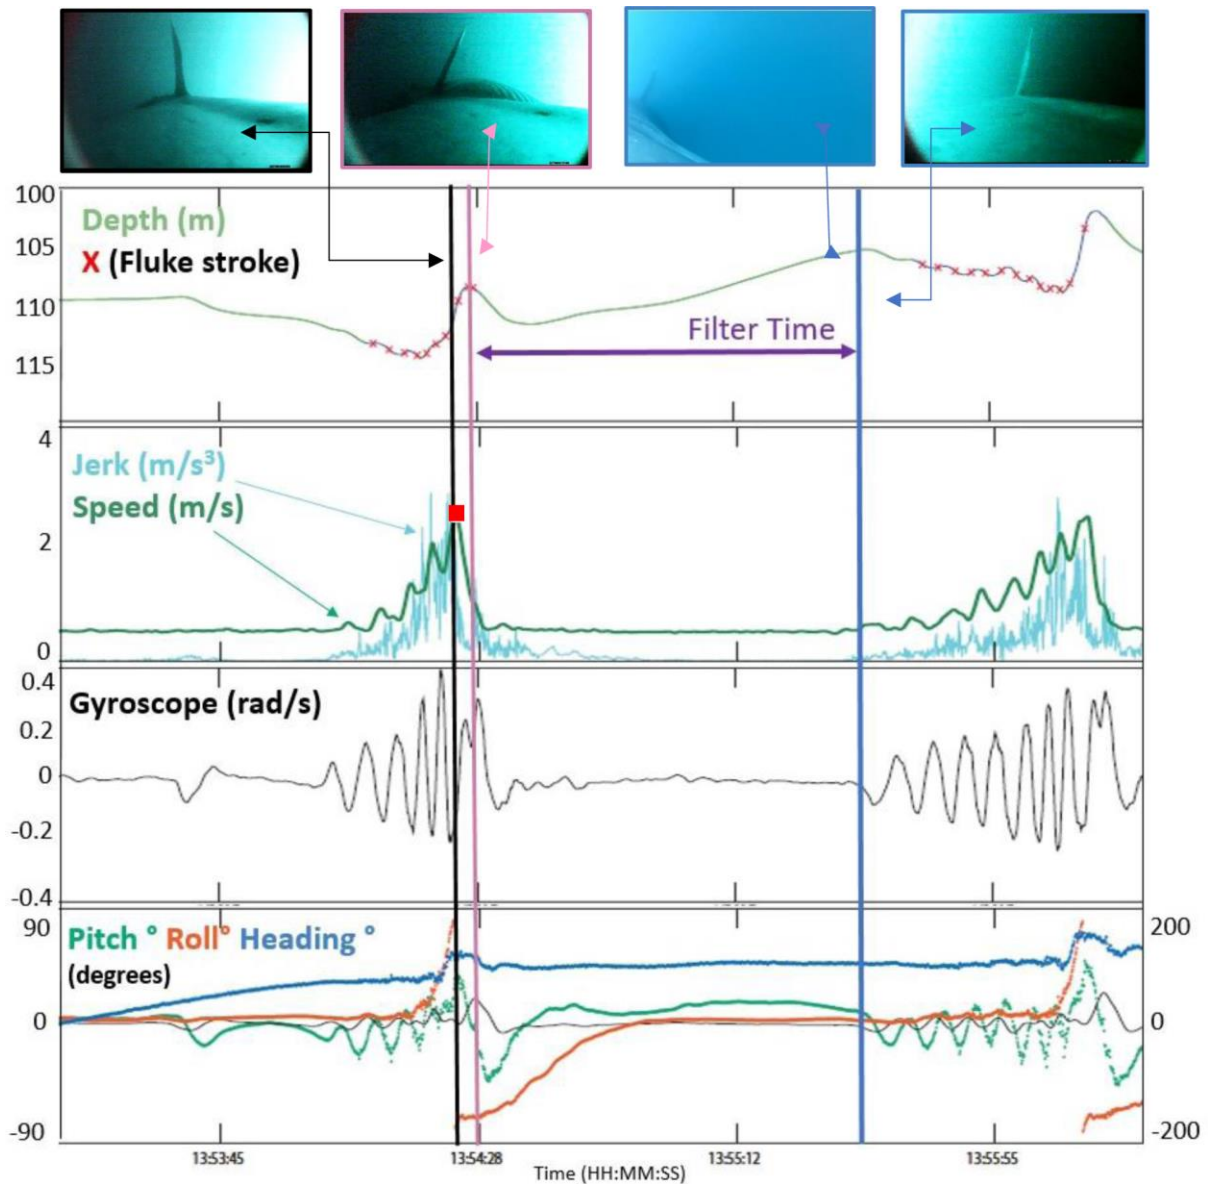 100
Depth (m)
105
X (Fluke stroke)
110
Filter Time
115
4
Jerk (m/s³)
Speed (m/s)
2
0
0.4
Gyroscope (rad/s)
0.2
0
-0.2
-0.4
90
200
Pitch ° Roll° Heading °
(degrees)
0
0
-90
-200
13:53:45
13:54:28
13:55:12
13:55:55
Time (HH:MM:SS)